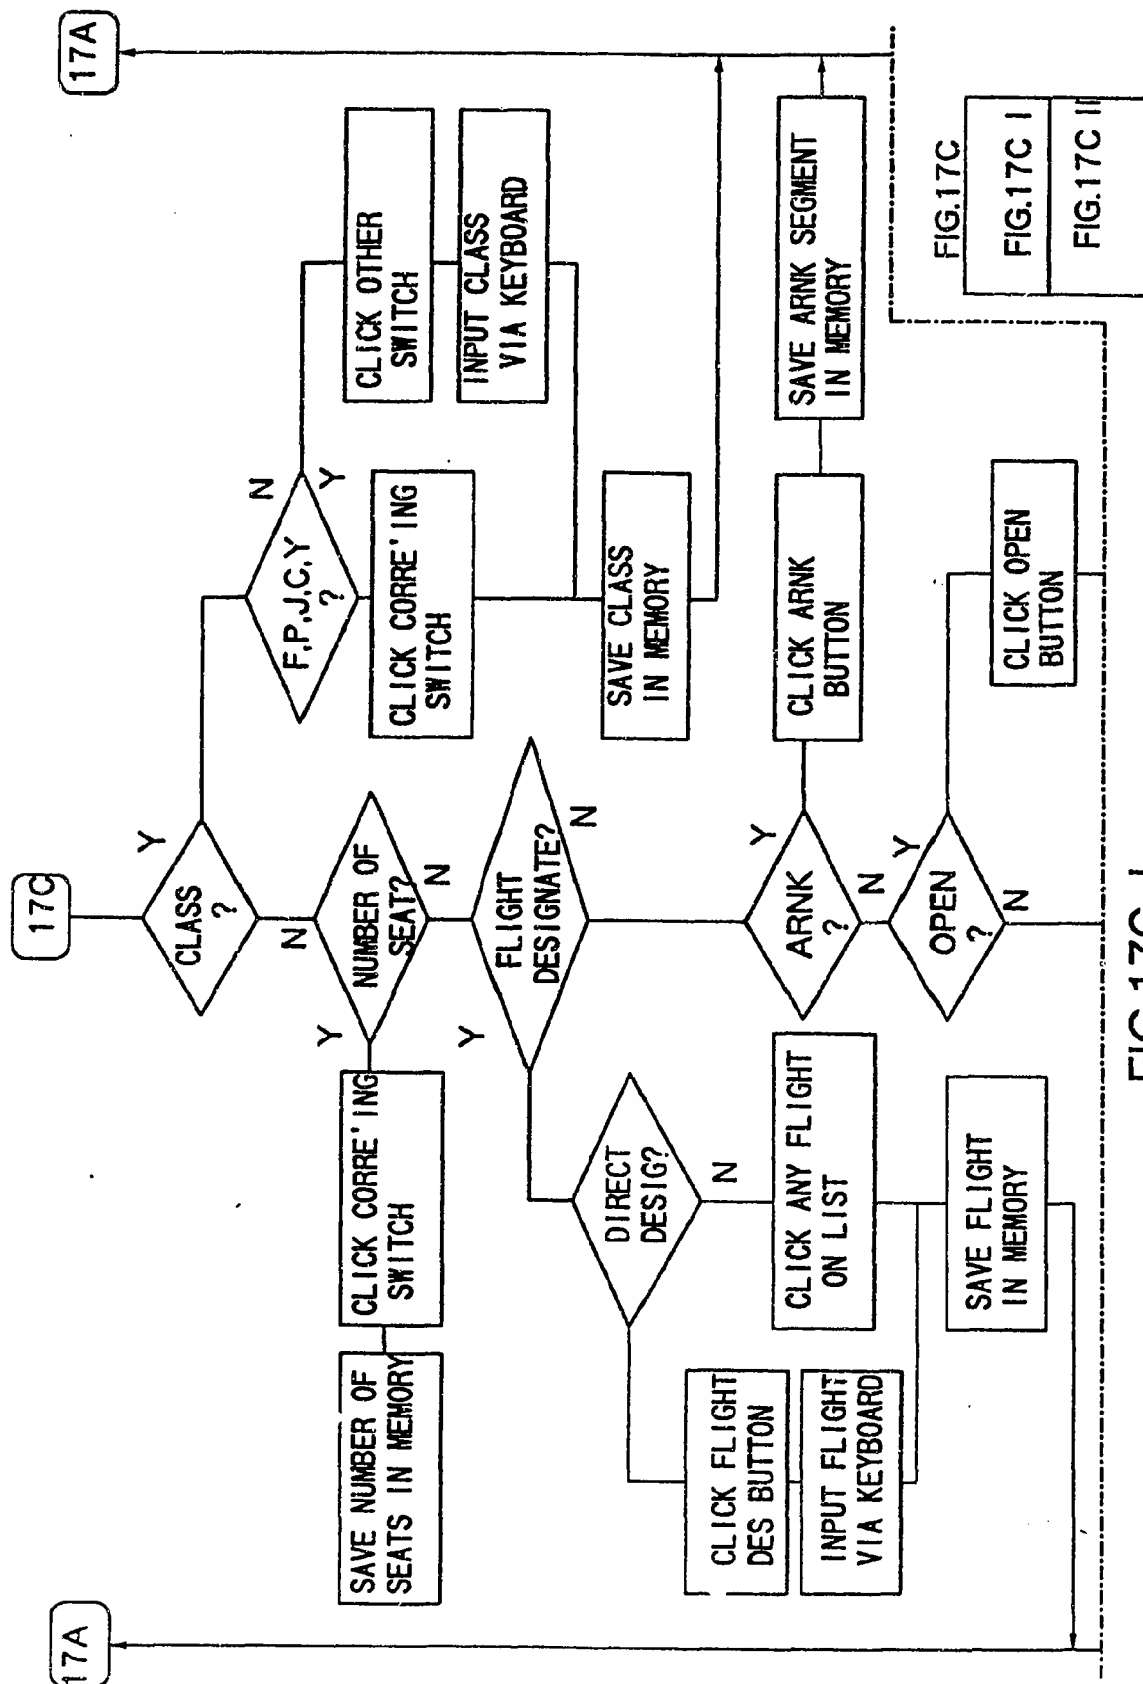 17A
17C
17A
CLASS
?
Y
N
F,P,J,C,Y
?
N
Y
CLICK OTHER
SWITCH
INPUT CLASS
VIA KEYBOARD
CLICK CORRE'ING
SWITCH
SAVE CLASS
IN MEMORY
NUMBER OF
SEAT?
Y
N
CLICK CORRE'ING
SWITCH
SAVE NUMBER OF
SEATS IN MEMORY
FLIGHT
DESIGNATE?
Y
N
DIRECT
DESIG?
N
CLICK FLIGHT
DES BUTTON
INPUT FLIGHT
VIA KEYBOARD
CLICK ANY FLIGHT
ON LIST
SAVE FLIGHT
IN MEMORY
ARNK
?
Y
N
CLICK ARNK
BUTTON
SAVE ARNK SEGMENT
IN MEMORY
OPEN
?
Y
N
CLICK OPEN
BUTTON
FIG.17C
FIG.17C I
FIG.17C II
FIG.17C I